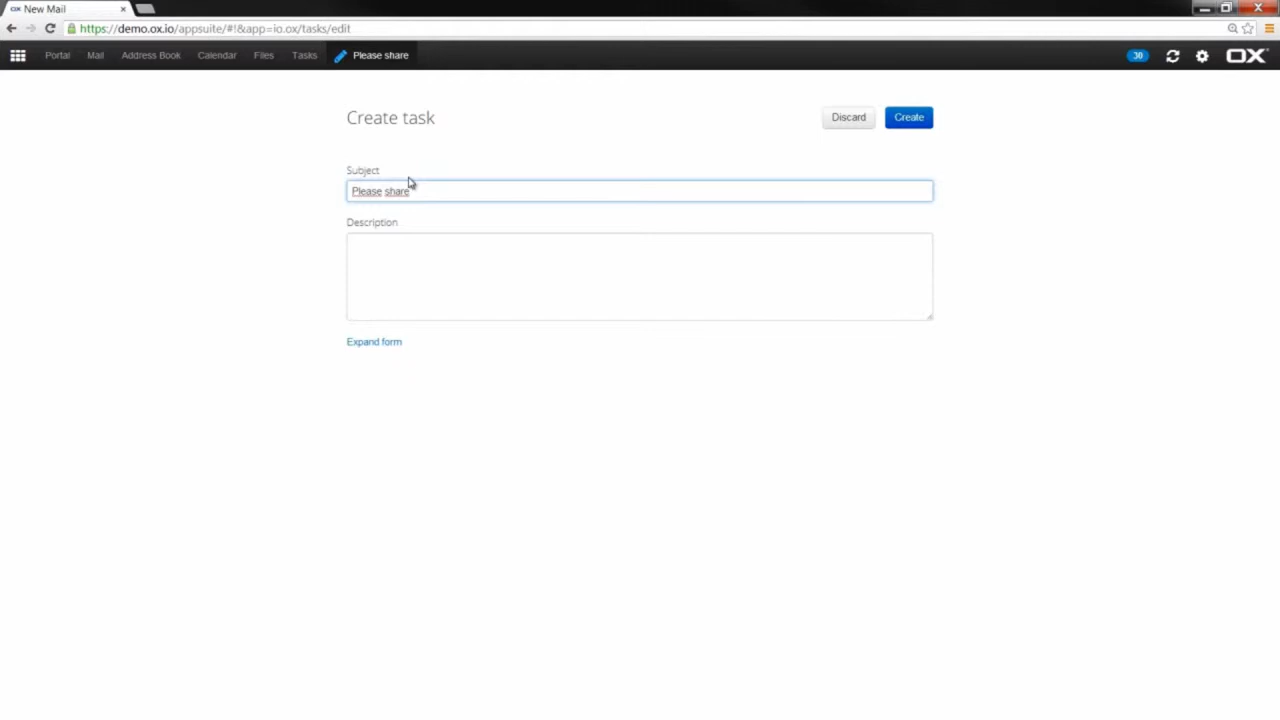 OX New Mail ×
https://demo.ox.io/appsuite/#!&app=io.ox/tasks/edit
Portal Mail Address Book Calendar Files Tasks Please share 30 OX
Create task Discard Create
Subject
Please share
Description
Expand form